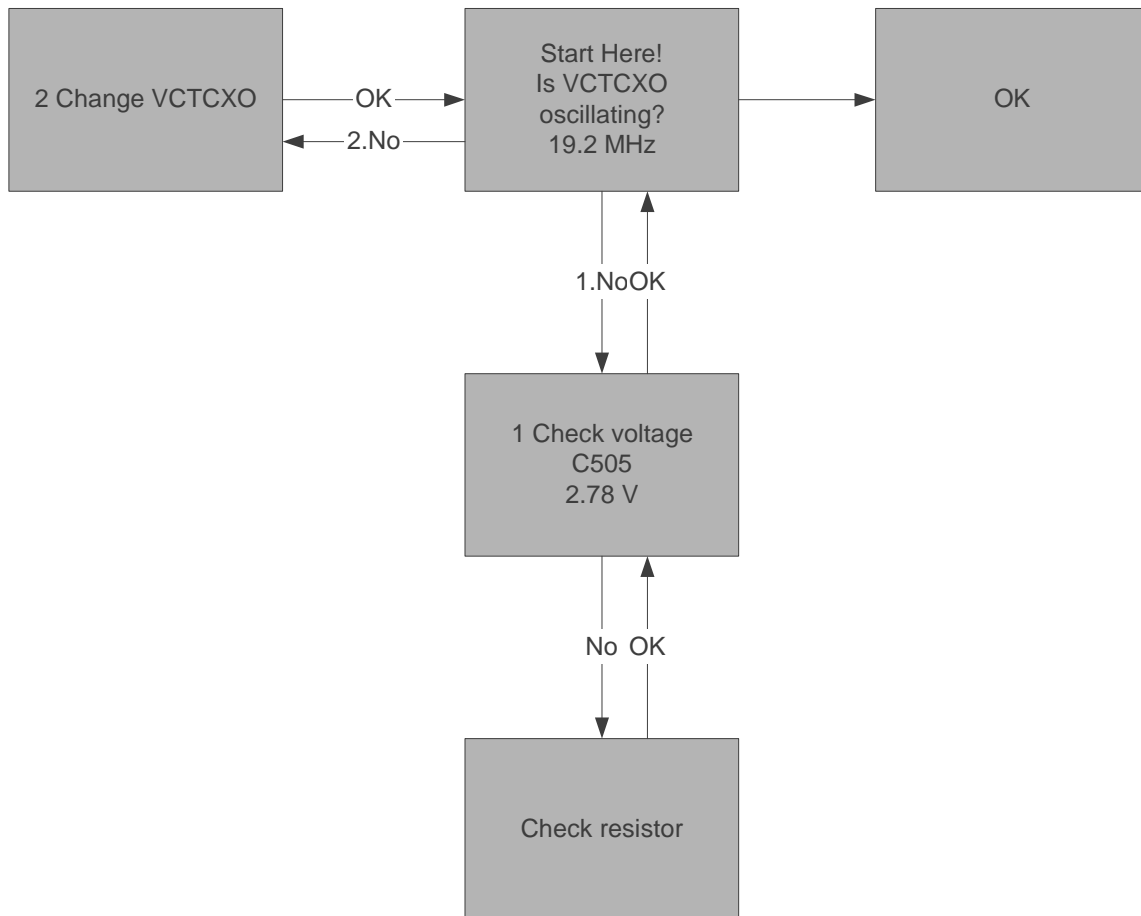 2 Change VCTCXO
OK
2.No
Start Here!
Is VCTCXO
oscillating?
19.2 MHz
OK
1.No
OK
1 Check voltage
C505
2.78 V
No
OK
Check resistor